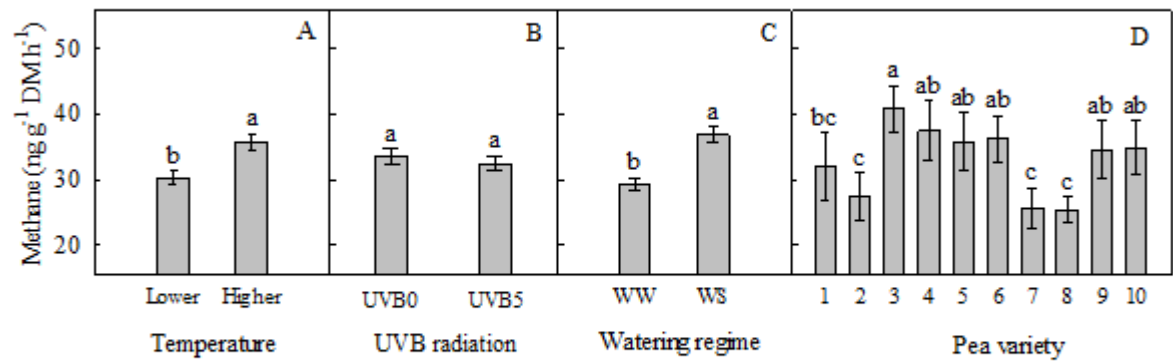 A B C D
Methane (ng g-1 DM h-1)
50
40
30
20
b a
a a
b a
bc c a ab ab ab c c ab ab
Lower Higher
UVB0 UVB5
WW WS
1 2 3 4 5 6 7 8 9 10
Temperature
UVB radiation
Watering regime
Pea variety